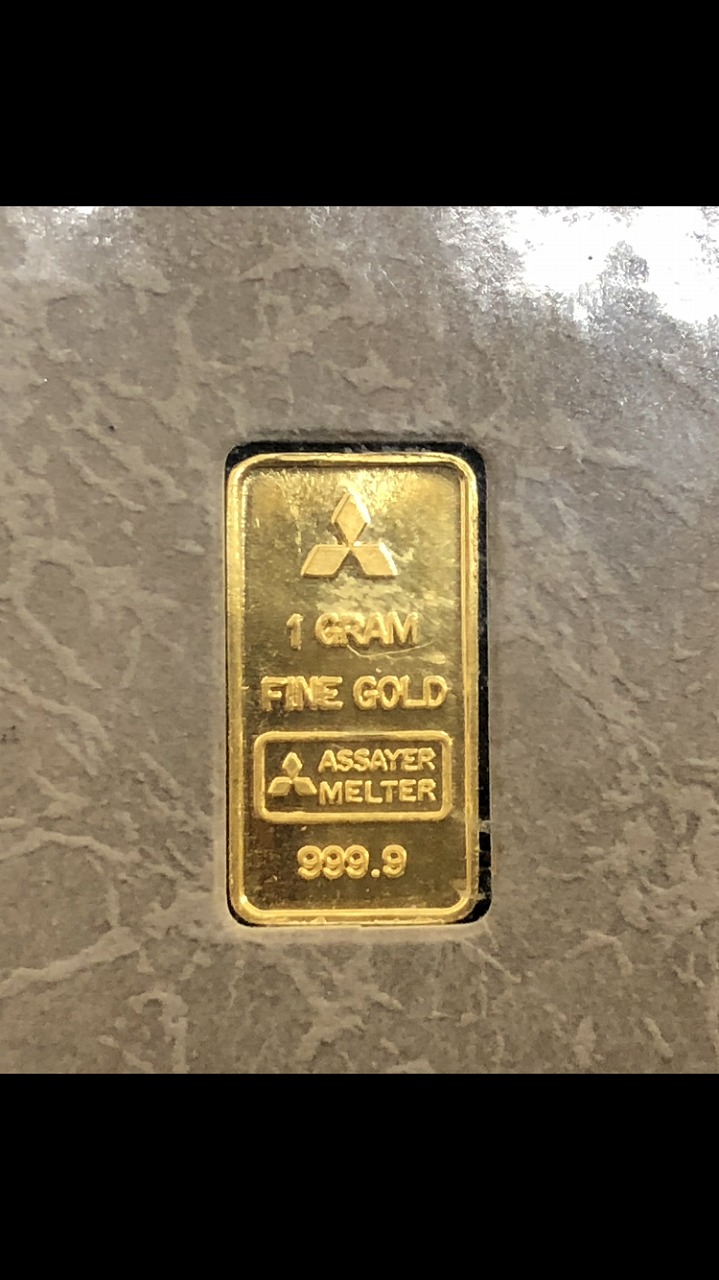 1 GRAM
FINE GOLD
ASSAYER
MELTER
999.9